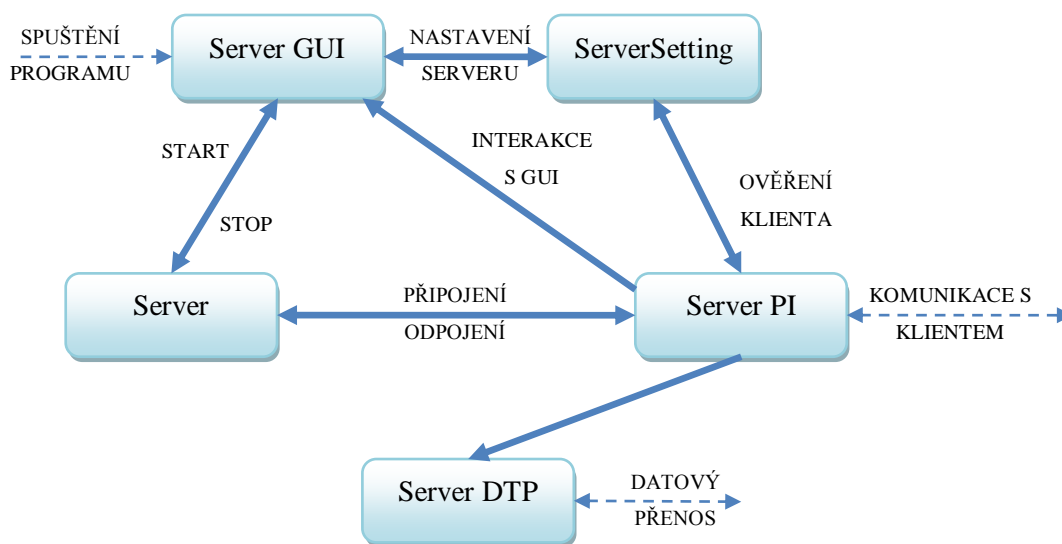 SPUŠTĚNÍ
PROGRAMU
Server GUI
NASTAVENÍ
SERVERU
ServerSetting
START
STOP
INTERAKCE
S GUI
OVĚŘENÍ
KLIENTA
Server
PŘIPOJENÍ
ODPOJENÍ
Server PI
KOMUNIKACE S
KLIENTEM
Server DTP
DATOVÝ
PŘENOS